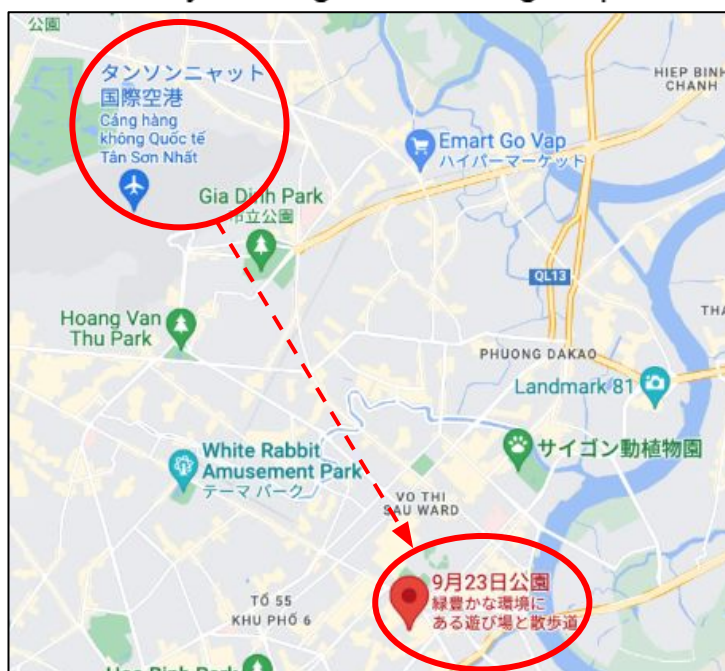 公園
タンソンニャット
国際空港
Cảng hàng
không Quốc tế
Tân Sơn Nhất
HIEP BINH
CHANH
Emart Go Vap
ハイパーマーケット
Gia Dinh Park
市立公園
QL13
Hoang Van
Thu Park
PHUONG DAKAO
Landmark 81
White Rabbit
Amusement Park
テーマ パーク
サイゴン動植物園
VO THI
SAU WARD
9月23日公園
緑豊かな環境に
ある遊び場と散歩道
TỔ 55
KHU PHỐ 6